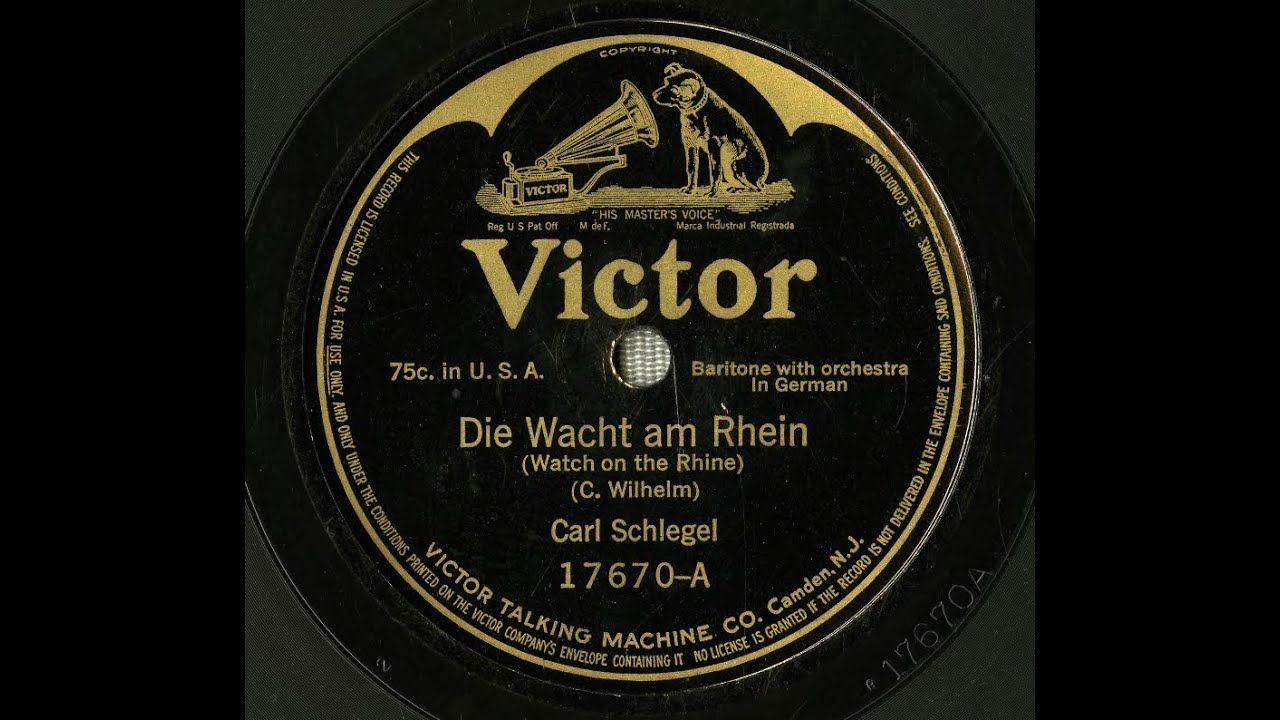 COPYRIGHT
VICTOR
"HIS MASTER'S VOICE"
Reg U S Pat Off M de F, Marca Industrial Registrada
Victor
75c. in U. S. A.
Baritone with orchestra
In German
Die Wacht am Rhein
(Watch on the Rhine)
(C. Wilhelm)
Carl Schlegel
17670-A
VICTOR TALKING MACHINE CO. Camden, N.J.
THIS RECORD IS LICENSED IN U.S.A. FOR USE ONLY, AND ONLY UNDER THE CONDITIONS PRINTED ON THE VICTOR COMPANY'S ENVELOPE CONTAINING IT NO LICENSE IS GRANTED IF THE RECORD IS NOT DELIVERED IN THE ENVELOPE CONTAINING SAID CONDITIONS. SEE CONDITIONS
R 17670A
2